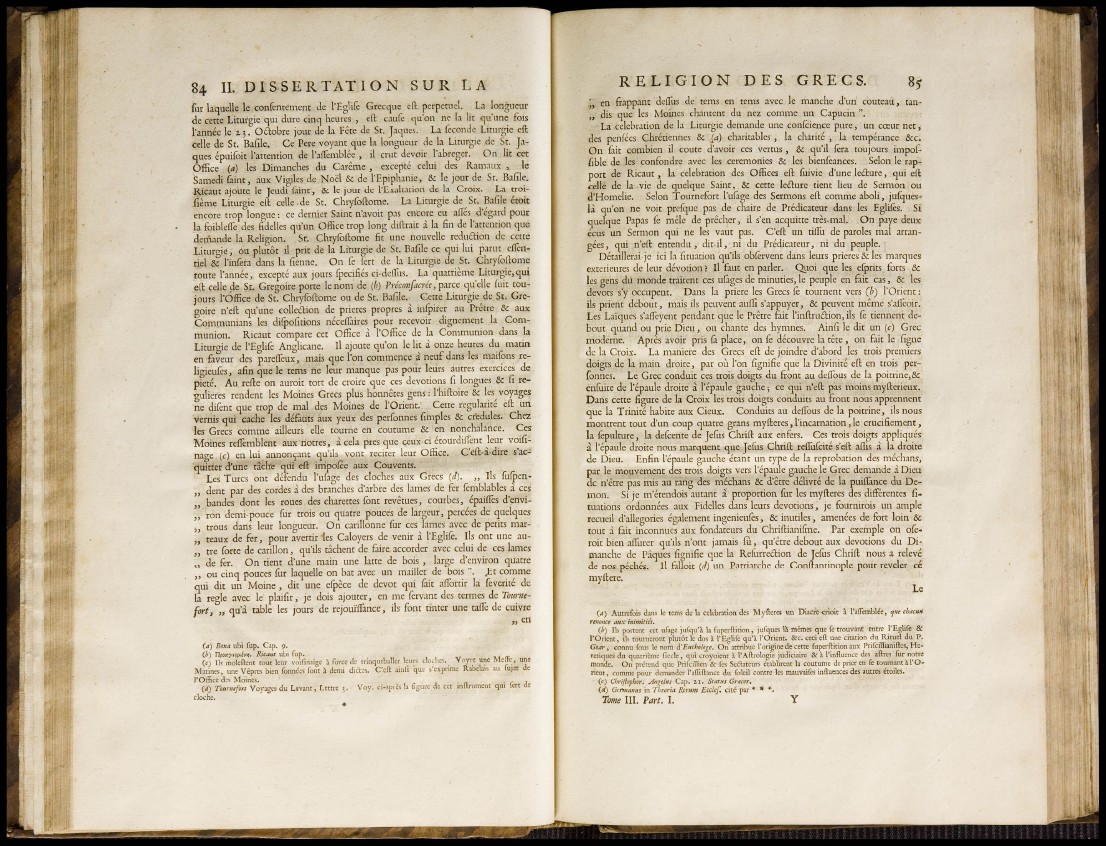 84 II. DISSERTATION SUR LA
sur laquelle le consentement de l'Eglise Grecque est perpetuel. La longueur
de cette Liturgie qui dure cinq heures , est cause qu'on ne la lit qu'une fois
l'année le 23. Octobre jour de la Fête de St. Jaques. La seconde Liturgie est
celle de St. Basile. Ce Pere voyant que la longueur de la Liturgie de St. Ja-
ques épuisoit l'attention de l'assemblée , il crut devoir l'abreger. On lit cet
Office (a) les Dimanches du Carême , excepté celui des Ramaux , le
Samedi saint, aux Vigiles de Noël & de l'Epiphanie, & le jour de St. Basile.
Ricaut ajoute le Jeudi saint, & le jour de l'Exaltation de la Croix. La troi-
sième Liturgie est celle de St. Chrysostome. La Liturgie de St. Basile étoit
encore trop longue : ce dernier Saint n'avoit pas encore eu assés d'égard pour
la foiblesse des fidelles qu'un Office trop long distrait à la fin de l'attention que
demande la Religion. St. Chrysostome fit une nouvelle reduction de cette
Liturgie, ou plutôt il prit de la Liturgie de St. Basile ce qui lui parut essen-
tiel & l'insera dans la sienne. On se sert de la Liturgie de St. Chrysostome
toute l'année, excepté aux jours specifiés ci-dessus. La quatrième Liturgie, qui
est celle de St. Gregoire porte le nom de (b) Préconsacrée, parce qu'elle suit tou-
jours l'Office de St. Chrysostome ou de St. Basile. Cette Liturgie de St. Gre-
goire n'est qu'une collection de prieres propres à inspirer au Prêtre & aux
Communians les dispositions nécessaires pour recevoir dignement la Com-
munion. Ricaut compare cet Office à l'Office de la Communion dans la
Liturgie de l'Eglise Anglicane. Il ajoute qu'on le lit à onze heures du matin
en faveur des paresseux, mais que l'on commence à neuf dans les maisons re-
ligieuses, afin que le tems ne leur manque pas pour leurs autres exercices de
pieté. Au reste on auroit tort de croire que ces devotions si longues & si re-
gulieres rendent les Moines Grecs plus honnêtes gens : l'histoire & les voyages
ne disent que trop de mal des Moines de l'Orient. Cette regularité est un
vernis qui cache les défauts aux yeux des personnes simples & credules. Chez
les Grecs comme ailleurs elle tourne en coutume & en nonchalance. Ces
Moines ressemblent aux notres, à cela pres que ceux-ci étourdissent leur voisi-
nage (c) en lui annonçant qu'ils vont reciter leur Office. C'est-à-dire s'ac-
quitter d'une tâche qui est imposée aux Couvents.
Les Turcs ont défendu l'usage des cloches aux Grecs (d). „ Ils suspen-
„ dent par des cordes à des branches d'arbre des lames de fer semblables à ces
„ bandes dont les roues des charettes sont revêtues, courbes, épaisses d'envi-
„ ron demi-pouce sur trois ou quatre pouces de largeur, percées de quelques
„ trous dans leur longueur. On carillonne sur ces lames avec de petits mar-
„ teaux de fer, pour avertir les Caloyers de venir à l'Eglise. Ils ont une au-
„ tre sorte de carillon, qu'ils tâchent de faire accorder avec celui de ces lames
„ de fer. On tient d'une main une latte de bois , large d'environ quatre
„ ou cinq pouces sur laquelle on bat avec un maillet de bois ". Et comme
qui dit un Moine, dit une espèce de devot qui sait assortir la severité de
la regle avec le plaisir, je dois ajouter, en me servant des termes de Tourne-
fort, „ qu'à table les jours de rejouissance, ils font tinter une tasse de cuivre
„ en
(a) Bona ubi sup. Cap. 9.
(b) Προηγιασμένη. Ricaut ubi sup.
(c) Ils molestent tout leur voisinaige à force de trinqueballer leurs cloches. Voyés une Messe, une
Matines, une Vêpres bien sonnées sont à demi dictes. C'est ainsi que s'exprime Rabelais au sujet de
l'Office des Moines.
(d) Tournefort Voyages du Levant, Lettre 3. Voy. ci-après la figure de cet instrument qui sert de
cloche.
*
RELIGION DES GRECS. 85
„ en frappant dessus de tems en tems avec le manche d'un couteau, tan-
„ dis que les Moines chantent du nez comme un Capucin ".
La celebration de la Liturgie demande une conscience pure, un cœur net,
des pensées Chrétiennes & (a) charitables , la charité , la tempérance &c.
On sait combien il coute d'avoir ces vertus, & qu'il sera toujours impos-
sible de les confondre avec les ceremonies & les bienseances. Selon le rap-
port de Ricaut , la celebration des Offices est suivie d'une lecture, qui est
celle de la vie de quelque Saint, & cette lecture tient lieu de Sermon ou
d'Homelie. Selon Tournefort l'usage des Sermons est comme aboli, jusques-
là qu'on ne voit presque pas de chaire de Prédicateur dans les Eglises. Si
quelque Papas se mêle de prêcher, il s'en acquitte très-mal. On paye deux
écus un Sermon qui ne les vaut pas. C'est un tissu de paroles mal arran-
gées, qui n'est entendu, dit-il, ni du Prédicateur, ni du peuple.
Détaillerai-je ici la situation qu'ils observent dans leurs prieres & les marques
exterieures de leur dévotion ? Il faut en parler. Quoi que les esprits forts &
les gens du monde traitent ces usages de minuties, le peuple en fait cas, & les
devots s'y occupent. Dans la priere les Grecs se tournent vers (b) l'Orient :
ils prient debout, mais ils peuvent aussi s'appuyer, & peuvent même s'asseoir.
Les Laïques s'asseyent pendant que le Prêtre fait l'instruction, ils se tiennent de-
bout quand on prie Dieu, ou chante des hymnes. Ainsi le dit un (c) Grec
moderne. Aprés avoir pris sa place, on se découvre la tête , on fait le signe
de la Croix. La maniere des Grecs est de joindre d'abord les trois premiers
doigts de la main droite, par où l'on signifie que la Divinité est en trois per-
sonnes. Le Grec conduit ces trois doigts du front au dessous de la poitrine, &
ensuite de l'épaule droite à l'épaule gauche ; ce qui n'est pas moins mysterieux.
Dans cette figure de la Croix les trois doigts conduits au front nous apprennent
que la Trinité habite aux Cieux. Conduits au dessous de la poitrine, ils nous
montrent tout d'un coup quatre grans mysteres, l'incarnation, le crucifiement,
la sepulture, la descente de Jesus Christ aux enfers. Ces trois doigts appliqués
à l'épaule droite nous marquent que Jesus Christ ressuscité s'est assis à la droite
de Dieu. Enfin l'épaule gauche étant un type de la reprobation des méchans,
par le mouvement des trois doigts vers l'épaule gauche le Grec demande à Dieu
de n'être pas mis au rang des méchans & d'être délivré de la puissance du De-
mon. Si je m'étendois autant à proportion sur les mysteres des différentes si-
tuations ordonnées aux Fidelles dans leurs devotions, je fournirois un ample
recueil d'allegories également ingenieuses, & inutiles, amenées de fort loin &
tout à fait inconnues aux fondateurs du Christianisme. Par exemple on ose-
roit bien assurer qu'ils n'ont jamais sû, qu'être debout aux devotions du Di-
manche de Pâques signifie que la Resurrection de Jesus Christ nous a relevé
de nos péchés. Il falloit (d) un Patriarche de Constantinople pour reveler ce
mystere.
Le
(a) Autrefois dans le tems de la celebration des Mysteres un Diacre crioit à l'assemblée, que chacun
renonce aux inimitiés.
(b) Ils portent cet usage jusqu'à la superstition, jusques là mêmes que se trouvant entre l'Eglise &
l'Orient, ils tourneront plutôt le dos à l'Eglise qu'à l'Orient. &c. ceci est une citation du Rituel du P.
Goar, connu sous le nom d'Euchologe. On attribue l'origine de cette superstition aux Priscillianistes, He-
retiques du quatrième siecle, qui croyoient à l'Astrologie judiciaire & à l'influence des astres sur notre
monde. On prétend que Priscillien & ses Sectateurs établirent la coutume de prier en se tournant à l'O-
rient, comme pour demander l'assistance du soleil contre les mauvaises influences des autres étoiles.
(c) Christophor. Angelus Cap. 21. Status Græcor.
(d) Germanus in Theoria Rerum Eccles. cité par * * *.
Tome III. Part. I. Y